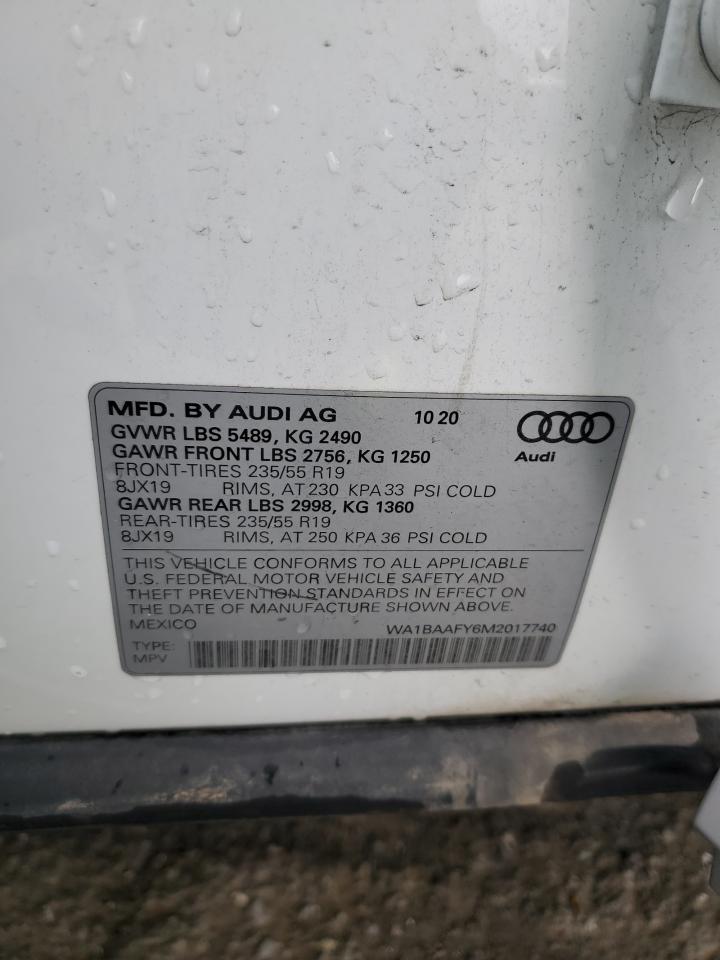 MFD. BY AUDI AG 10 20
GVWR LBS 5489, KG 2490
GAWR FRONT LBS 2756, KG 1250
Audi
FRONT-TIRES 235/55 R19
8JX19 RIMS, AT 230 KPA 33 PSI COLD
GAWR REAR LBS 2998, KG 1360
REAR-TIRES 235/55 R19
8JX19 RIMS, AT 250 KPA 36 PSI COLD
THIS VEHICLE CONFORMS TO ALL APPLICABLE
U.S. FEDERAL MOTOR VEHICLE SAFETY AND
THEFT PREVENTION STANDARDS IN EFFECT ON
THE DATE OF MANUFACTURE SHOWN ABOVE.
MEXICO WA1BAAFY6M2017740
TYPE:
MPV